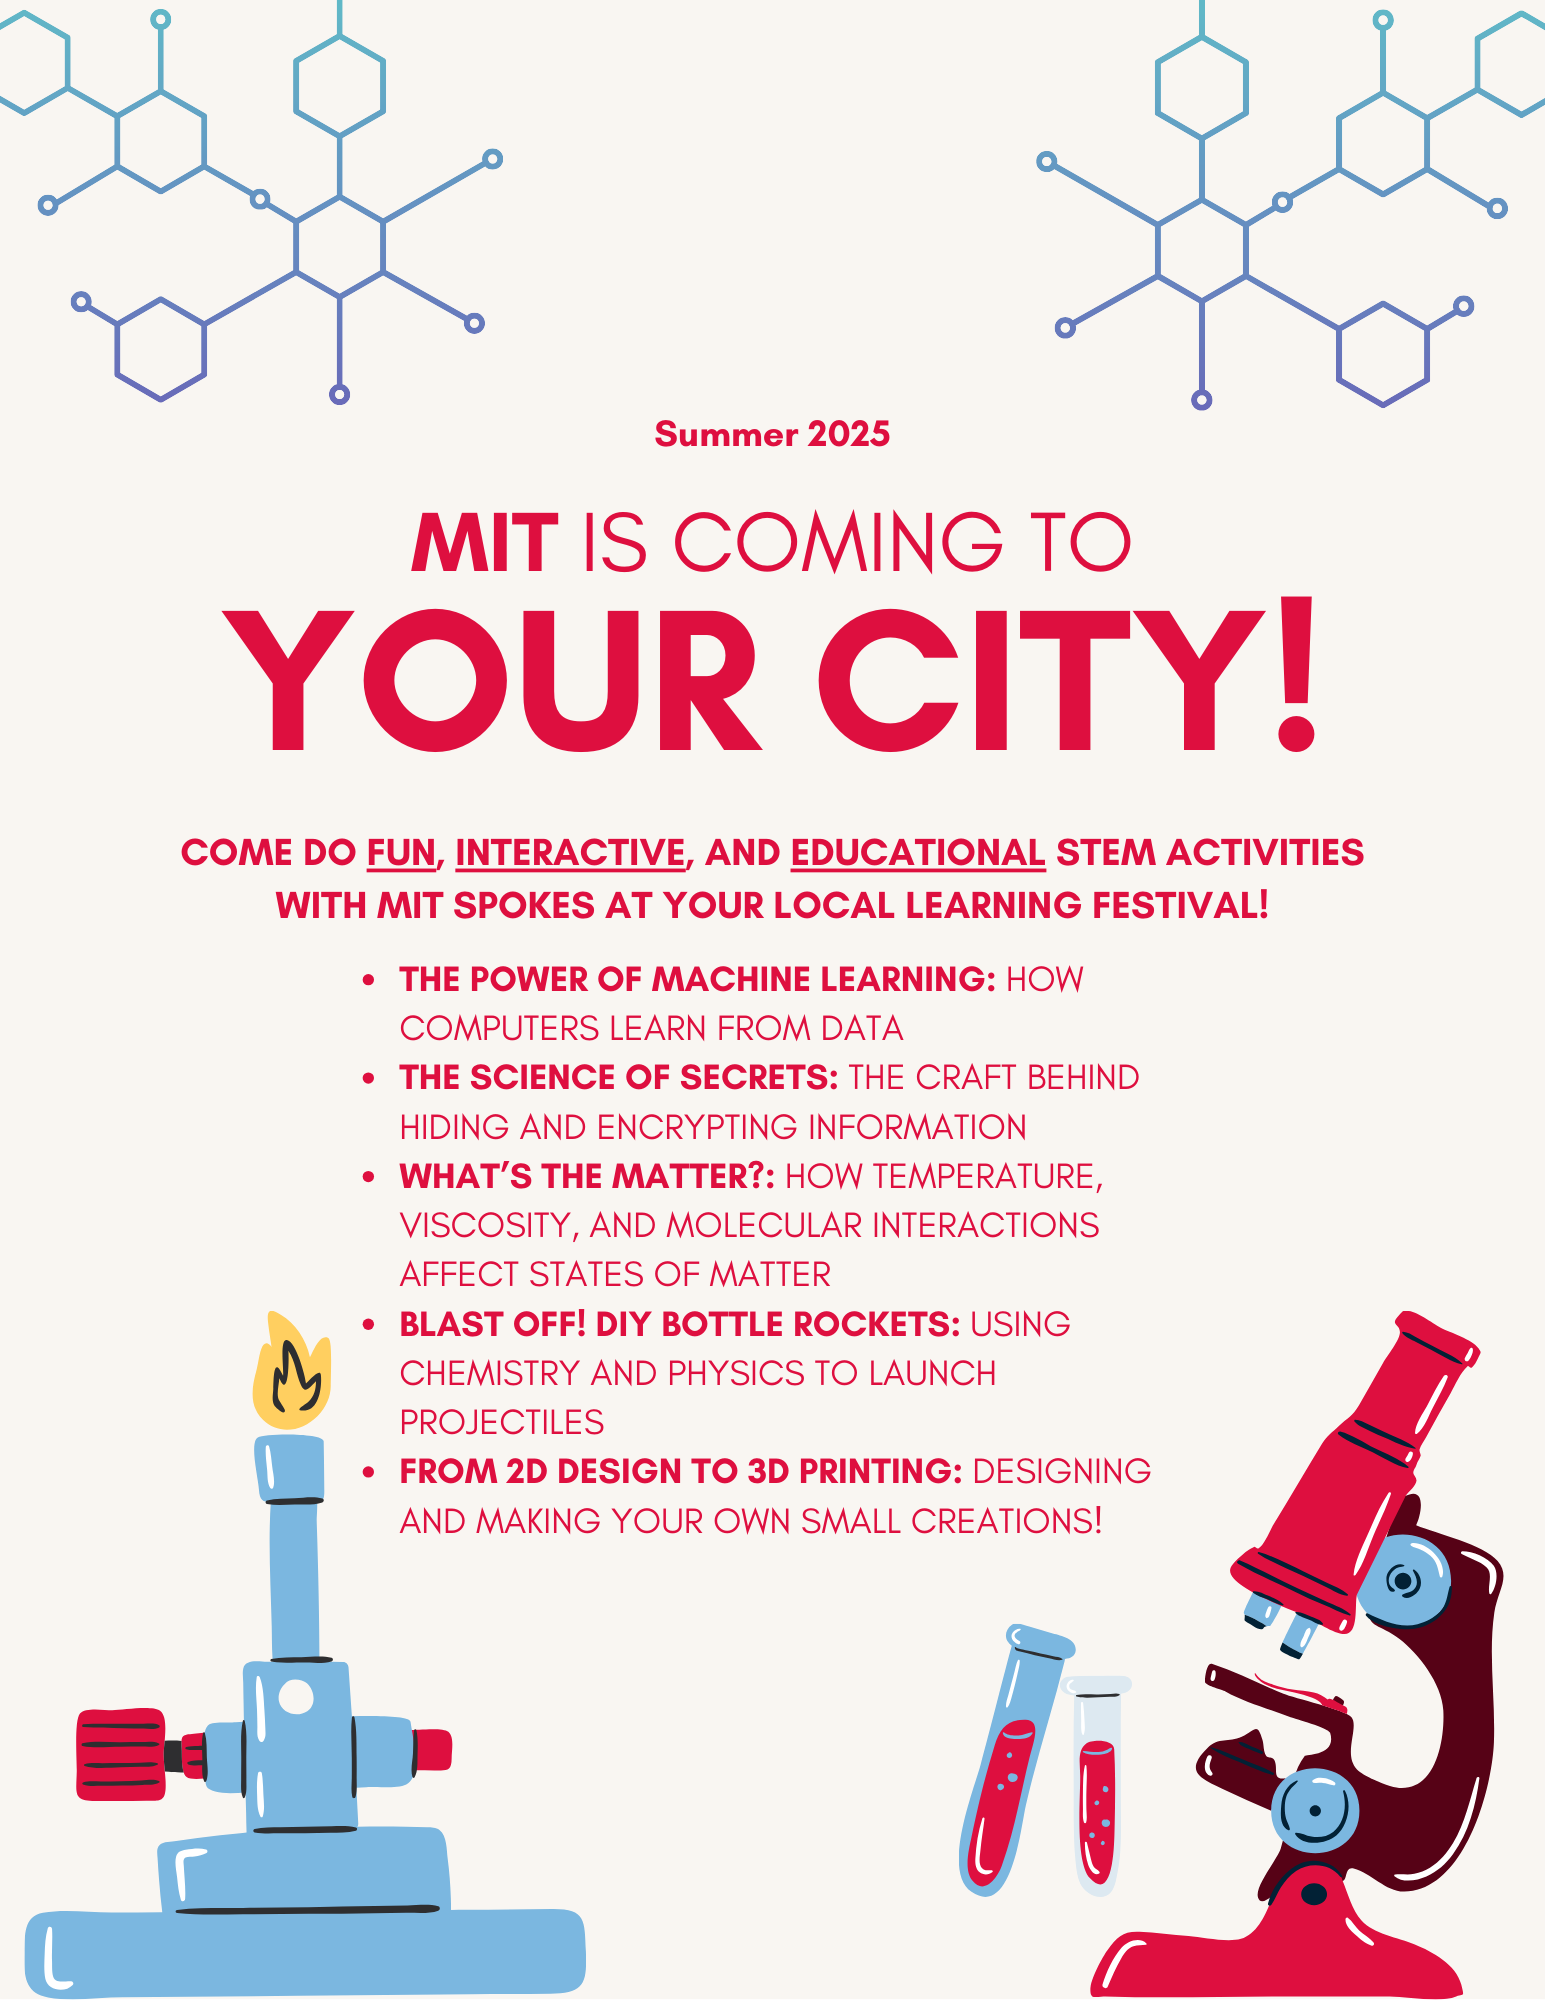 Summer 2025
MIT IS COMING TO
YOUR CITY!
COME DO FUN, INTERACTIVE, AND EDUCATIONAL STEM ACTIVITIES
WITH MIT SPOKES AT YOUR LOCAL LEARNING FESTIVAL!
• THE POWER OF MACHINE LEARNING: HOW
COMPUTERS LEARN FROM DATA
• THE SCIENCE OF SECRETS: THE CRAFT BEHIND
HIDING AND ENCRYPTING INFORMATION
• WHAT’S THE MATTER?: HOW TEMPERATURE,
VISCOSITY, AND MOLECULAR INTERACTIONS
AFFECT STATES OF MATTER
• BLAST OFF! DIY BOTTLE ROCKETS: USING
CHEMISTRY AND PHYSICS TO LAUNCH
PROJECTILES
• FROM 2D DESIGN TO 3D PRINTING: DESIGNING
AND MAKING YOUR OWN SMALL CREATIONS!